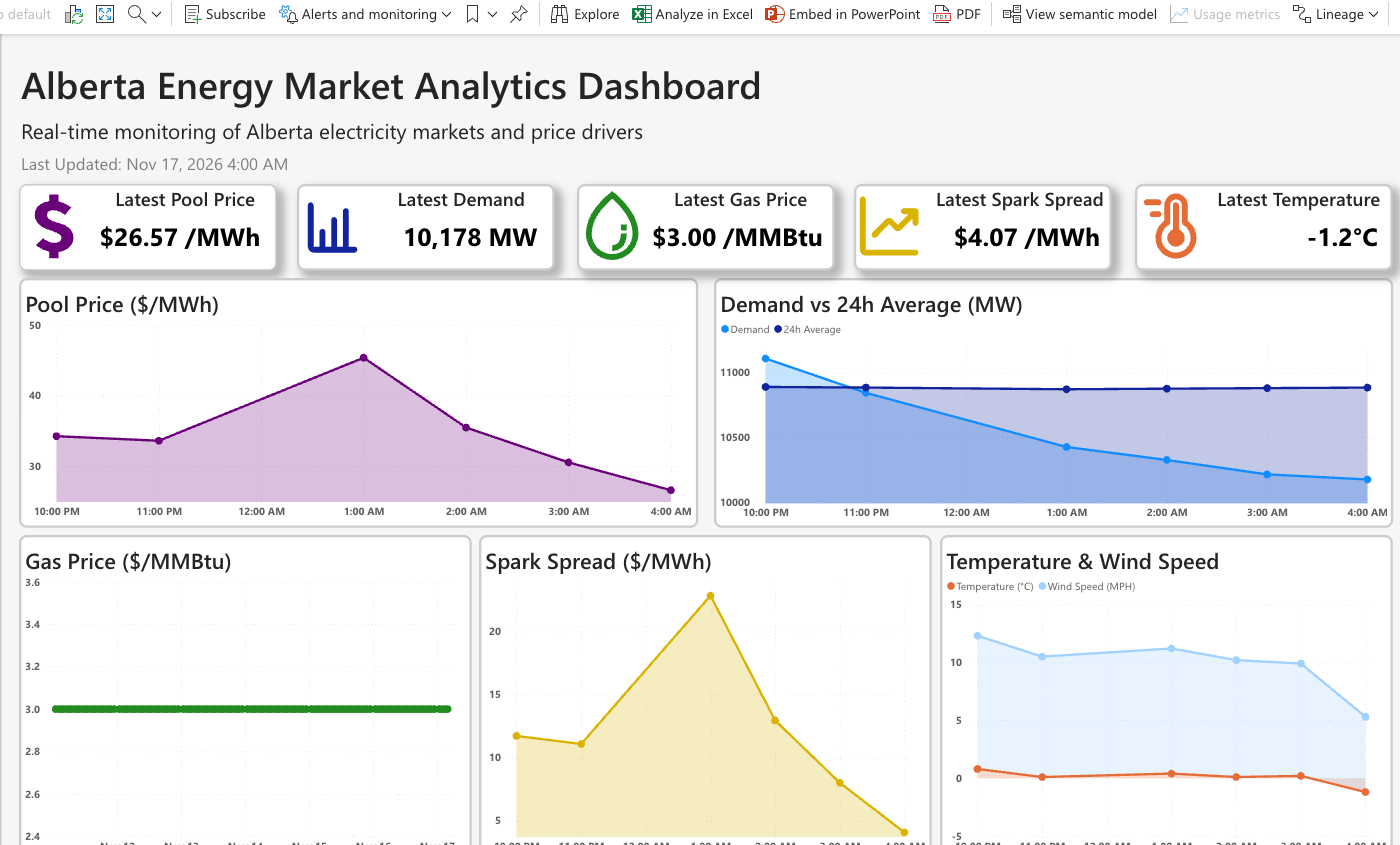 default Subscribe Alerts and monitoring Explore Analyze in Excel Embed in PowerPoint PDF View semantic model Usage metrics Lineage
Alberta Energy Market Analytics Dashboard
Real-time monitoring of Alberta electricity markets and price drivers
Last Updated: Nov 17, 2026 4:00 AM
Latest Pool Price
$26.57 /MWh
Latest Demand
10,178 MW
Latest Gas Price
$3.00 /MMBtu
Latest Spark Spread
$4.07 /MWh
Latest Temperature
-1.2°C
Pool Price ($/MWh)
50
40
30
10:00 PM 11:00 PM 12:00 AM 1:00 AM 2:00 AM 3:00 AM 4:00 AM
Demand vs 24h Average (MW)
Demand 24h Average
11000
10500
10000
10:00 PM 11:00 PM 12:00 AM 1:00 AM 2:00 AM 3:00 AM 4:00 AM
Gas Price ($/MMBtu)
3.6
3.4
3.2
3.0
2.8
2.6
2.4
Spark Spread ($/MWh)
20
15
10
5
Temperature & Wind Speed
Temperature (°C) Wind Speed (MPH)
15
10
5
0
-5